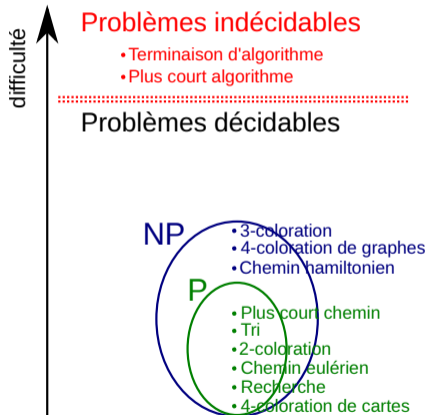 difficulté
Problèmes indécidables
•Terminaison d'algorithme
•Plus court algorithme
Problèmes décidables
NP
•3-coloration
•4-coloration de graphes
•Chemin hamiltonien
P
•Plus court chemin
•Tri
•2-coloration
•Chemin eulérien
•Recherche
•4-coloration de cartes